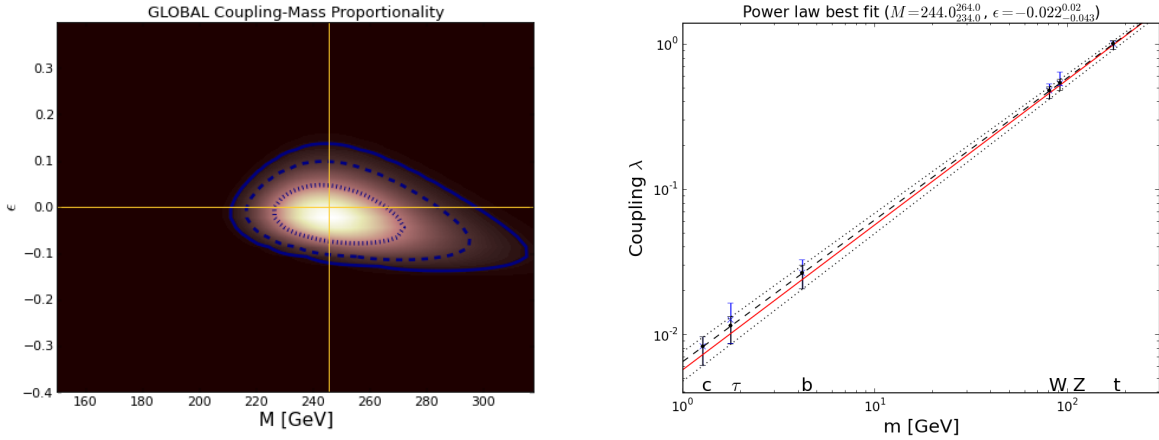 GLOBAL Coupling-Mass Proportionality
ϵ
0.3
0.2
0.1
0.0
−0.1
−0.2
−0.3
−0.4
160 180 200 220 240 260 280 300
M [GeV]
Power law best fit (M=244.0^{264.0}_{234.0}, ϵ=−0.022^{0.02}_{−0.043})
Coupling λ
10^0
10^{-1}
10^{-2}
c τ b W Z t
10^0 10^1 10^2
m [GeV]